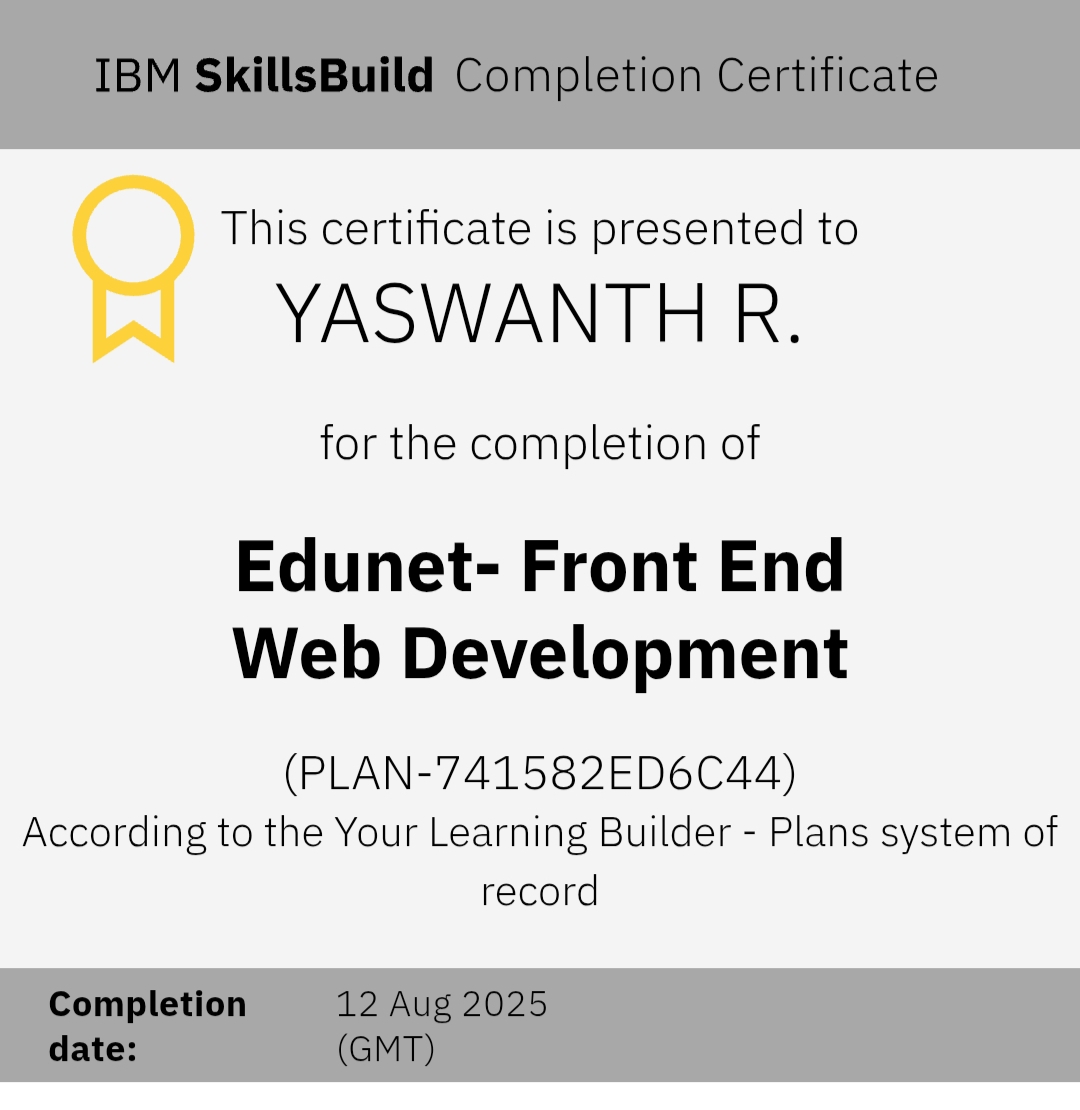 IBM SkillsBuild Completion Certificate
This certificate is presented to
YASWANTH R.
for the completion of
Edunet- Front End
Web Development
(PLAN-741582ED6C44)
According to the Your Learning Builder - Plans system of
record
Completion
date:
12 Aug 2025
(GMT)